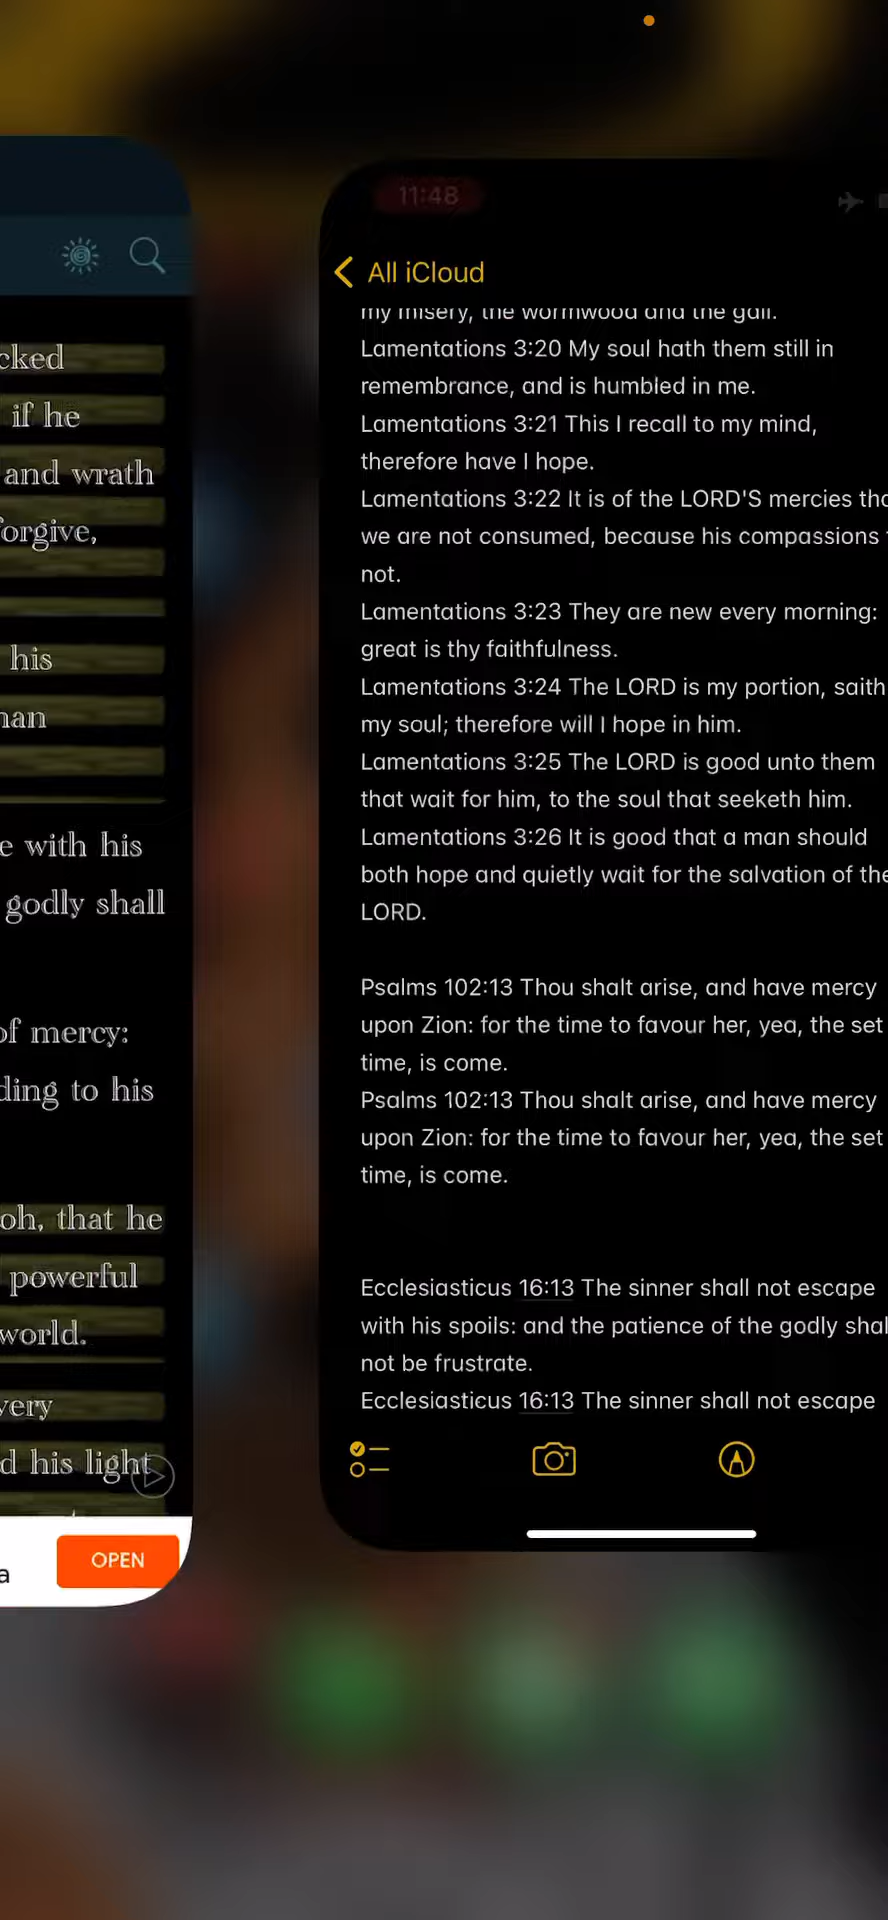 cked
if he
and wrath
orgive,
his
nan
e with his
godly shall
of mercy:
ding to his
oh, that he
powerful
world.
very
d his light
a
OPEN
11:48
All iCloud
my misery, the wormwood and the gall.
Lamentations 3:20 My soul hath them still in
remembrance, and is humbled in me.
Lamentations 3:21 This I recall to my mind,
therefore have I hope.
Lamentations 3:22 It is of the LORD'S mercies tha
we are not consumed, because his compassions
not.
Lamentations 3:23 They are new every morning:
great is thy faithfulness.
Lamentations 3:24 The LORD is my portion, saith
my soul; therefore will I hope in him.
Lamentations 3:25 The LORD is good unto them
that wait for him, to the soul that seeketh him.
Lamentations 3:26 It is good that a man should
both hope and quietly wait for the salvation of the
LORD.
Psalms 102:13 Thou shalt arise, and have mercy
upon Zion: for the time to favour her, yea, the set
time, is come.
Psalms 102:13 Thou shalt arise, and have mercy
upon Zion: for the time to favour her, yea, the set
time, is come.
Ecclesiasticus 16:13 The sinner shall not escape
with his spoils: and the patience of the godly shal
not be frustrate.
Ecclesiasticus 16:13 The sinner shall not escape